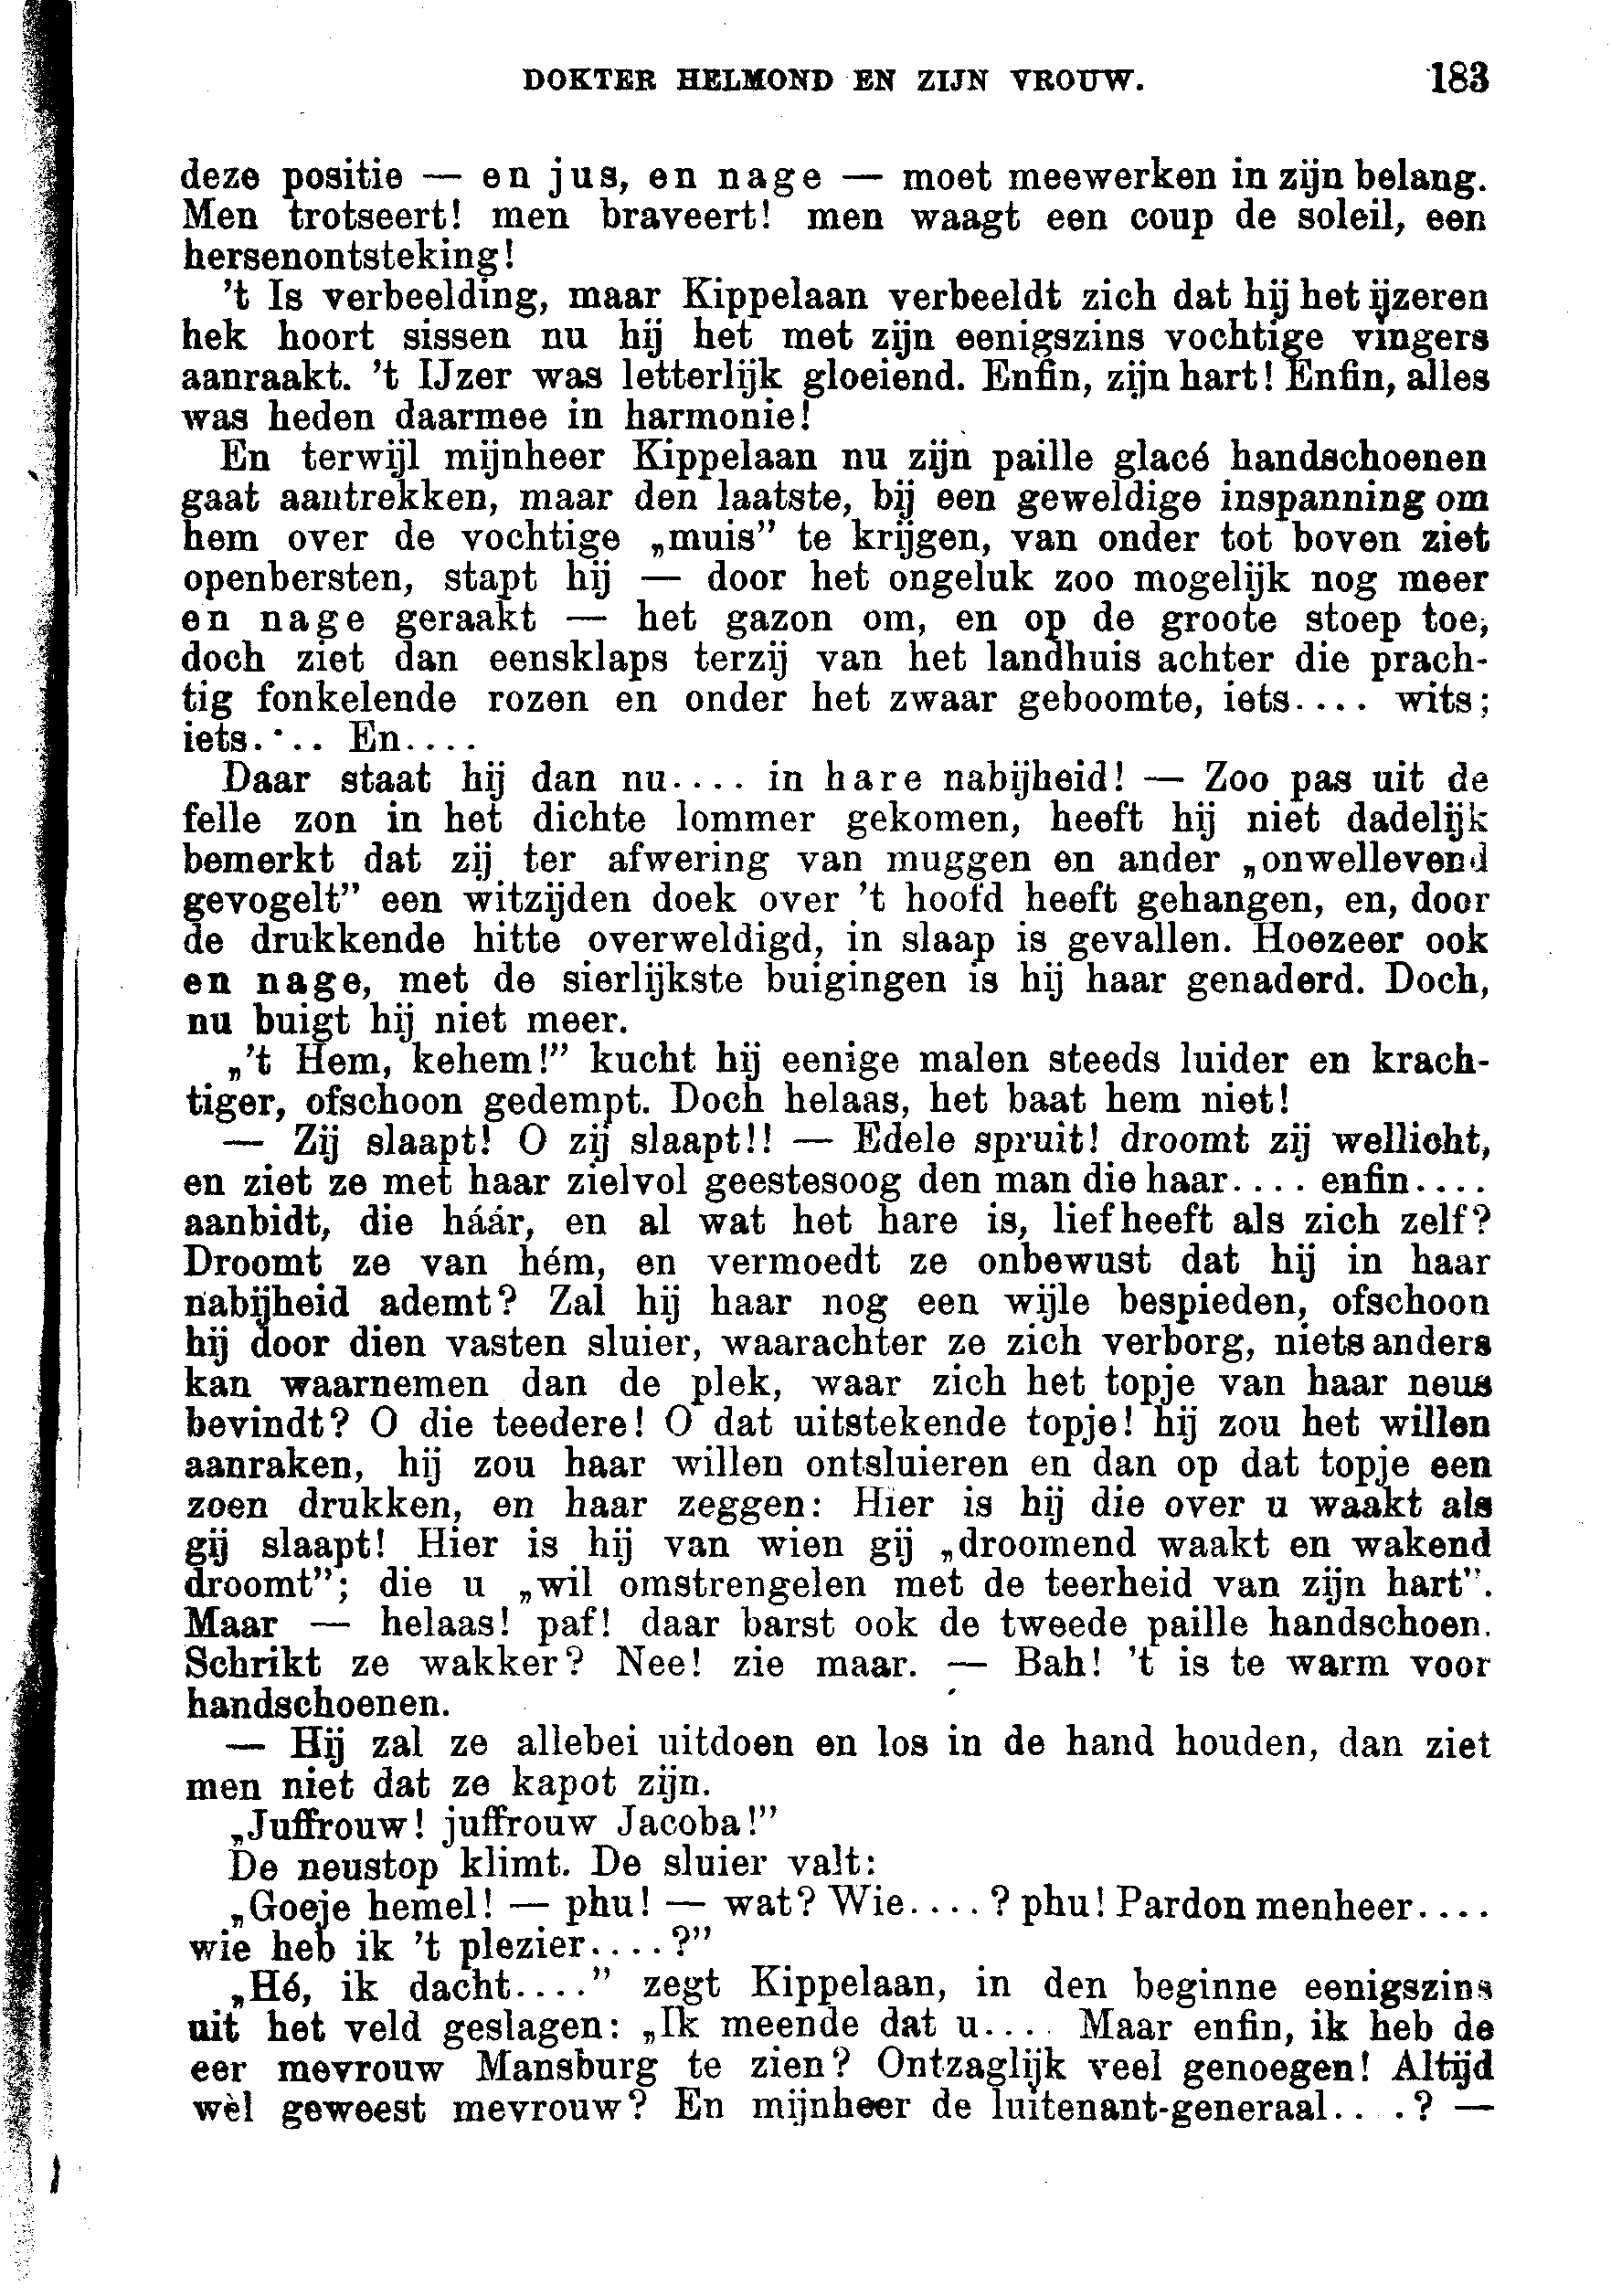 DOKTER HELMOND EN ZIJN VROUW. 183
deze positie — en jus, en nage — moet meewerken in zijn belang.
Men trotseert! men braveert! men waagt een coup de soleil, een
hersenontsteking!
't Is verbeelding, maar Kippelaan verbeeldt zich dat hij het ijzeren
hek hoort sissen nu hij het met zijn eenigszins vochtige vingers
aanraakt. 't IJzer was letterlijk gloeiend. Enfin, zijn hart! Enfin, alles
was heden daarmee in harmonie!
En terwijl mijnheer Kippelaan nu zijn paille glacé handschoenen
gaat aantrekken, maar den laatste, bij een geweldige inspanning om
hem over de vochtige „muis” te krijgen, van onder tot boven ziet
openbersten, stapt hij — door het ongeluk zoo mogelijk nog meer
en nage geraakt — het gazon om, en op de groote stoep toe,
doch ziet dan eensklaps terzij van het landhuis achter die prach-
tig fonkelende rozen en onder het zwaar geboomte, iets.... wits;
iets.... En....
Daar staat hij dan nu.... in hare nabijheid! — Zoo pas uit de
felle zon in het dichte lommer gekomen, heeft hij niet dadelijk
bemerkt dat zij ter afwering van muggen en ander „onwellevend
gevogelt” een witzijden doek over 't hoofd heeft gehangen, en, door
de drukkende hitte overweldigd, in slaap is gevallen. Hoezeer ook
en nage, met de sierlijkste buigingen is hij haar genaderd. Doch,
nu buigt hij niet meer.
„'t Hem, kehem!” kucht hij eenige malen steeds luider en krach-
tiger, ofschoon gedempt. Doch helaas, het baat hem niet!
— Zij slaapt! O zij slaapt!! — Edele spruit! droomt zij wellicht,
en ziet ze met haar zielvol geestesoog den man die haar.... enfin....
aanbidt, die háár, en al wat het hare is, liefheeft als zich zelf?
Droomt ze van hém, en vermoedt ze onbewust dat hij in haar
nabijheid ademt? Zal hij haar nog een wijle bespieden, ofschoon
hij door dien vasten sluier, waarachter ze zich verborg, niets anders
kan waarnemen dan de plek, waar zich het topje van haar neus
bevindt? O die teedere! O dat uitstekende topje! hij zou het willen
aanraken, hij zou haar willen ontsluieren en dan op dat topje een
zoen drukken, en haar zeggen: Hier is hij die over u waakt als
gij slaapt! Hier is hij van wien gij „droomend waakt en wakend
droomt”; die u „wil omstrengelen met de teerheid van zijn hart”.
Maar — helaas! paf! daar barst ook de tweede paille handschoen.
Schrikt ze wakker? Nee! zie maar. — Bah! 't is te warm voor
handschoenen.
— Hij zal ze allebei uitdoen en los in de hand houden, dan ziet
men niet dat ze kapot zijn.
„Juffrouw! juffrouw Jacoba!”
De neustop klimt. De sluier valt:
„Goeje hemel! — phu! — wat? Wie....? phu! Pardon menheer....
wie heb ik 't plezier....?”
„Hé, ik dacht....” zegt Kippelaan, in den beginne eenigszins
uit het veld geslagen: „Ik meende dat u.... Maar enfin, ik heb de
eer mevrouw Mansburg te zien? Ontzaglijk veel genoegen! Altijd
wèl geweest mevrouw? En mijnheer de luitenant-generaal.. .? —